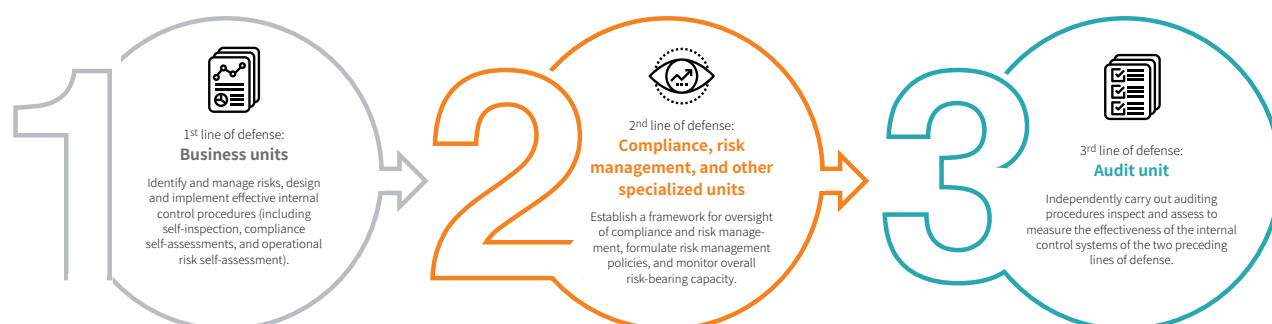 1
1st line of defense:
Business units
Identify and manage risks, design
and implement effective internal
control procedures (including
self-inspection, compliance
self-assessments, and operational
risk self-assessment).
2
2nd line of defense:
Compliance, risk
management, and other
specialized units
Establish a framework for oversight
of compliance and risk manage-
ment, formulate risk management
policies, and monitor overall
risk-bearing capacity.
3
3rd line of defense:
Audit unit
Independently carry out auditing
procedures inspect and assess to
measure the effectiveness of the internal
control systems of the two preceding
lines of defense.